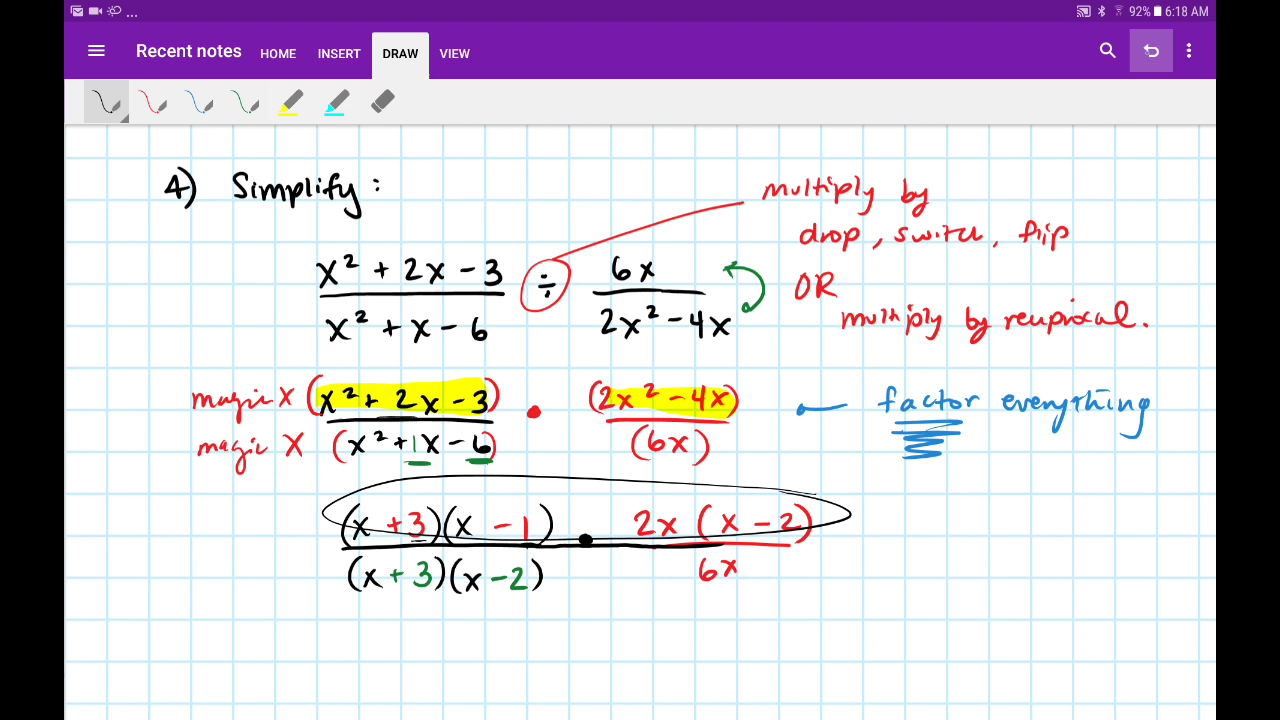 ... 92% 6:18 AM
Recent notes HOME INSERT DRAW VIEW
4) Simplify:
multiply by
drop, switch, flip
OR
multiply by reciprocal.
x² + 2x - 3 ÷ 6x
x² + x - 6 2x² - 4x
magic X (x² + 2x - 3) • (2x² - 4x) factor everything
magic X (x² + 1x - 6) (6x)
(x + 3)(x - 1) • 2x (x - 2)
(x + 3)(x - 2) 6x